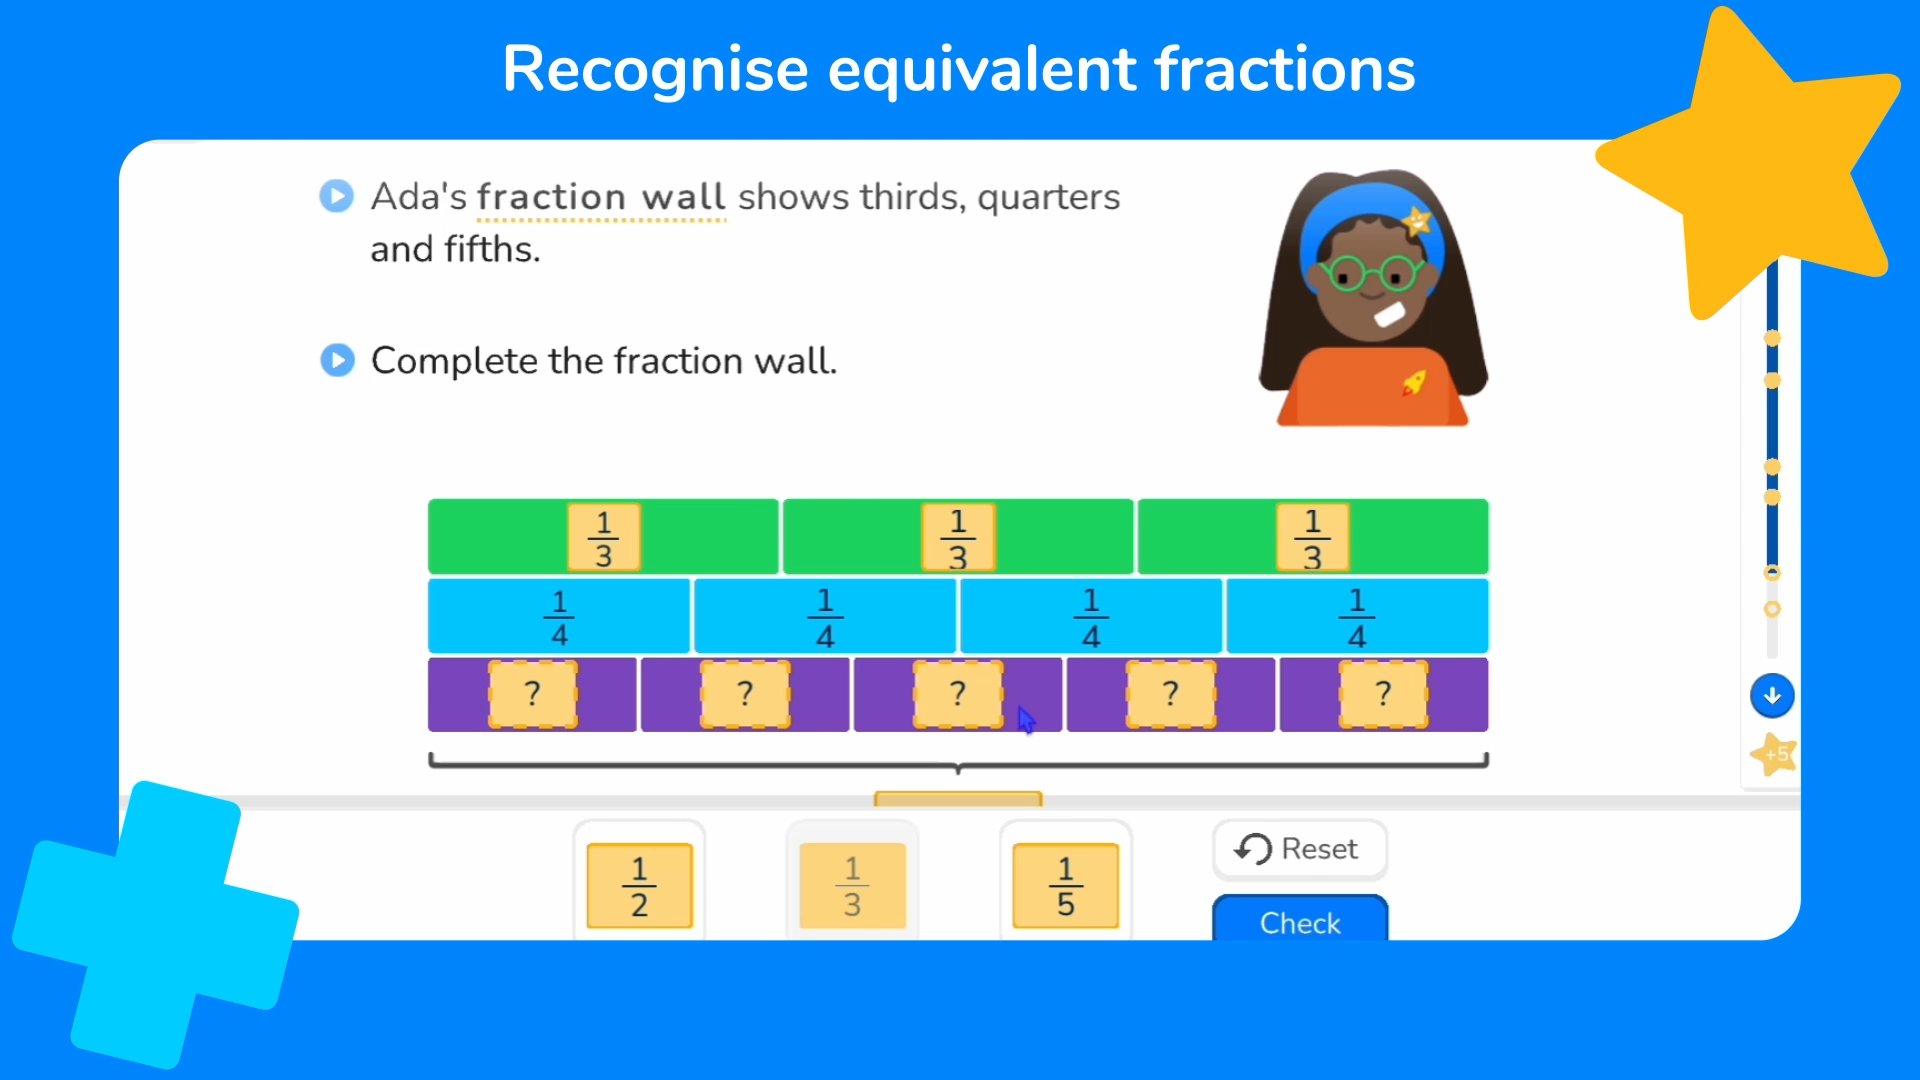 Recognise equivalent fractions
Ada's fraction wall shows thirds, quarters
and fifths.
Complete the fraction wall.
1/3 1/3 1/3
1/4 1/4 1/4 1/4
? ? ? ? ?
+5
1/2 1/3 1/5
Reset
Check